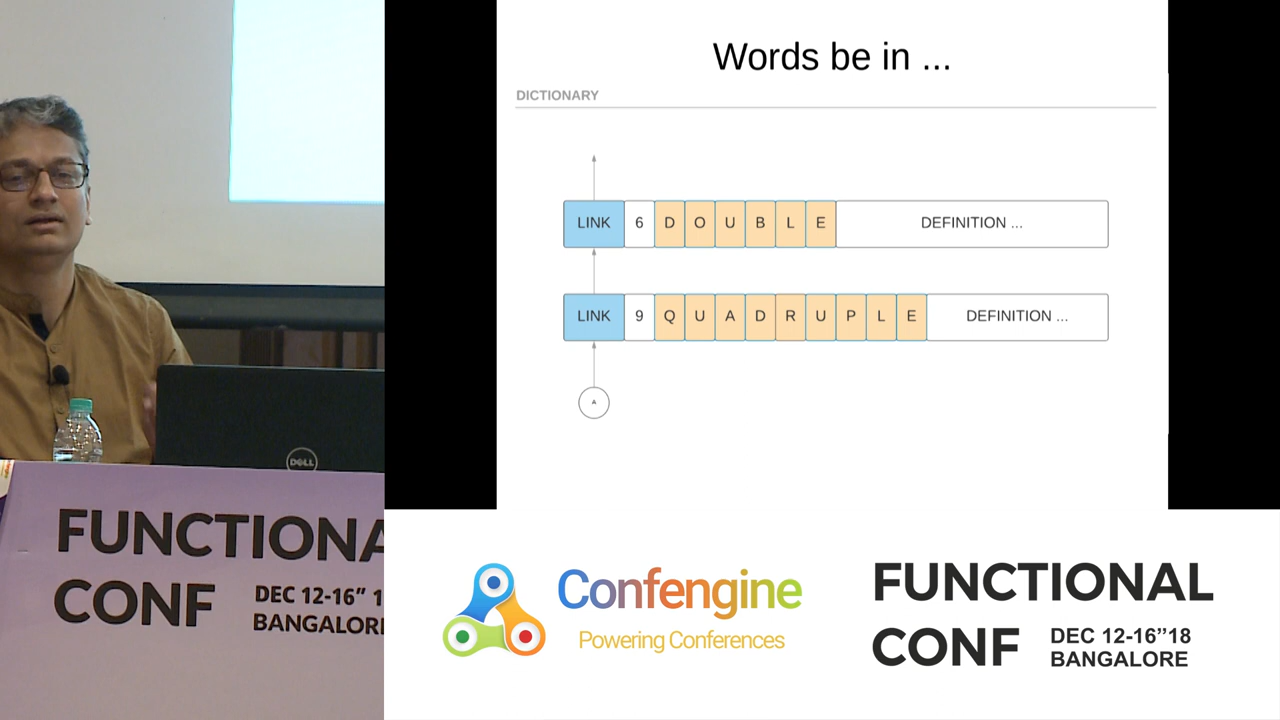 Words be in ...
DICTIONARY
LINK 6 D O U B L E DEFINITION ...
LINK 9 Q U A D R U P L E DEFINITION ...
A
DELL
FUNCTIONA
CONF DEC 12-16" 1
BANGALORE
Confengine
Powering Conferences
FUNCTIONAL
CONF DEC 12-16"18
BANGALORE